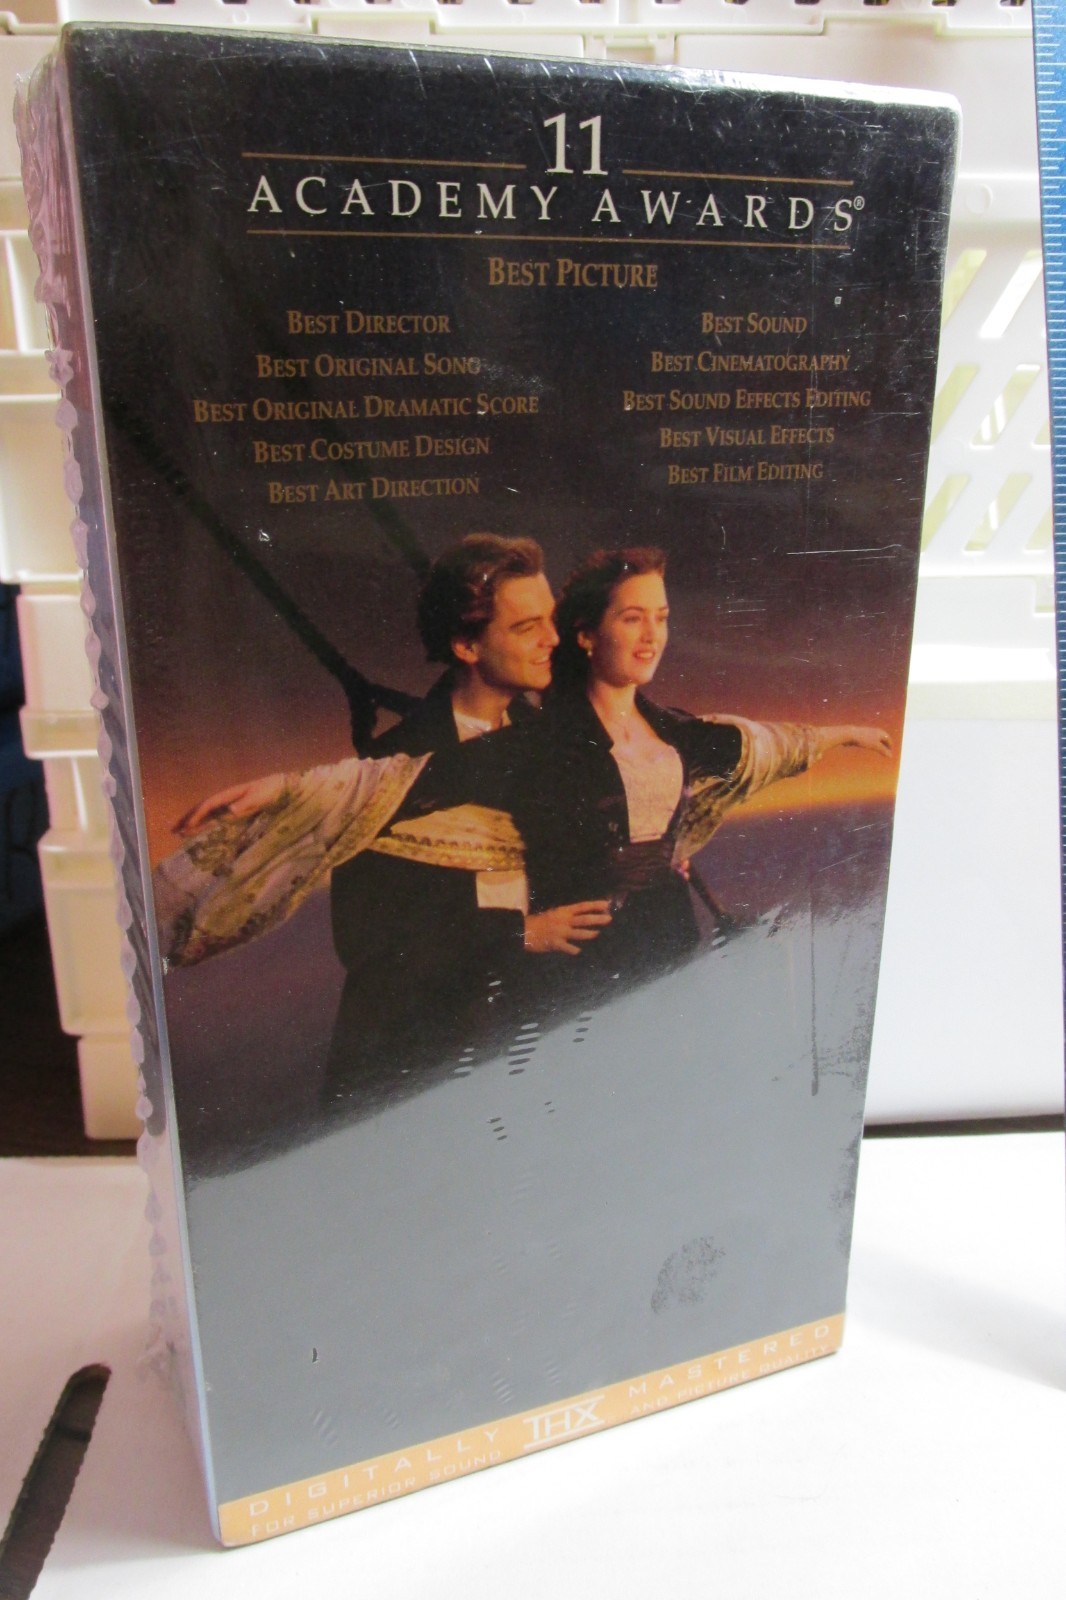 11
ACADEMY AWARDS®
BEST PICTURE
BEST DIRECTOR
BEST ORIGINAL SONG
BEST ORIGINAL DRAMATIC SCORE
BEST COSTUME DESIGN
BEST ART DIRECTION
BEST SOUND
BEST CINEMATOGRAPHY
BEST SOUND EFFECTS EDITING
BEST VISUAL EFFECTS
BEST FILM EDITING
DIGITALLY THX MASTERED
FOR SUPERIOR SOUND AND PICTURE QUALITY